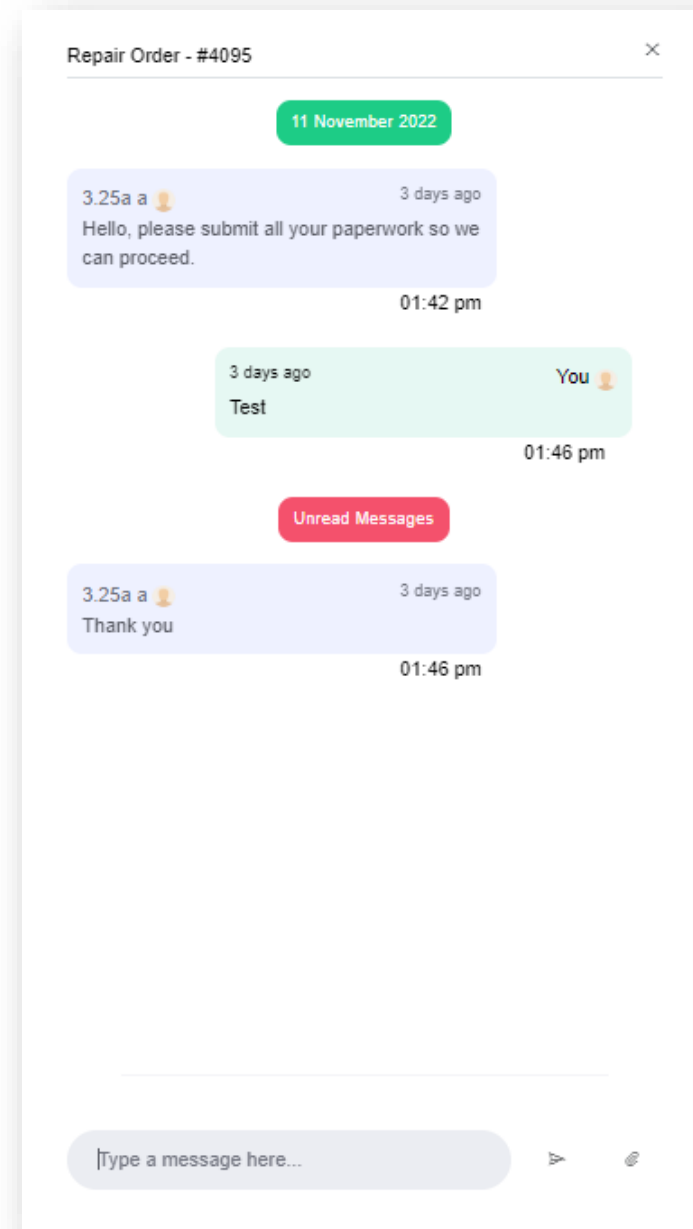 Repair Order - #4095
11 November 2022
3.25a a 3 days ago
Hello, please submit all your paperwork so we
can proceed.
01:42 pm
3 days ago You
Test
01:46 pm
Unread Messages
3.25a a 3 days ago
Thank you
01:46 pm
Type a message here...